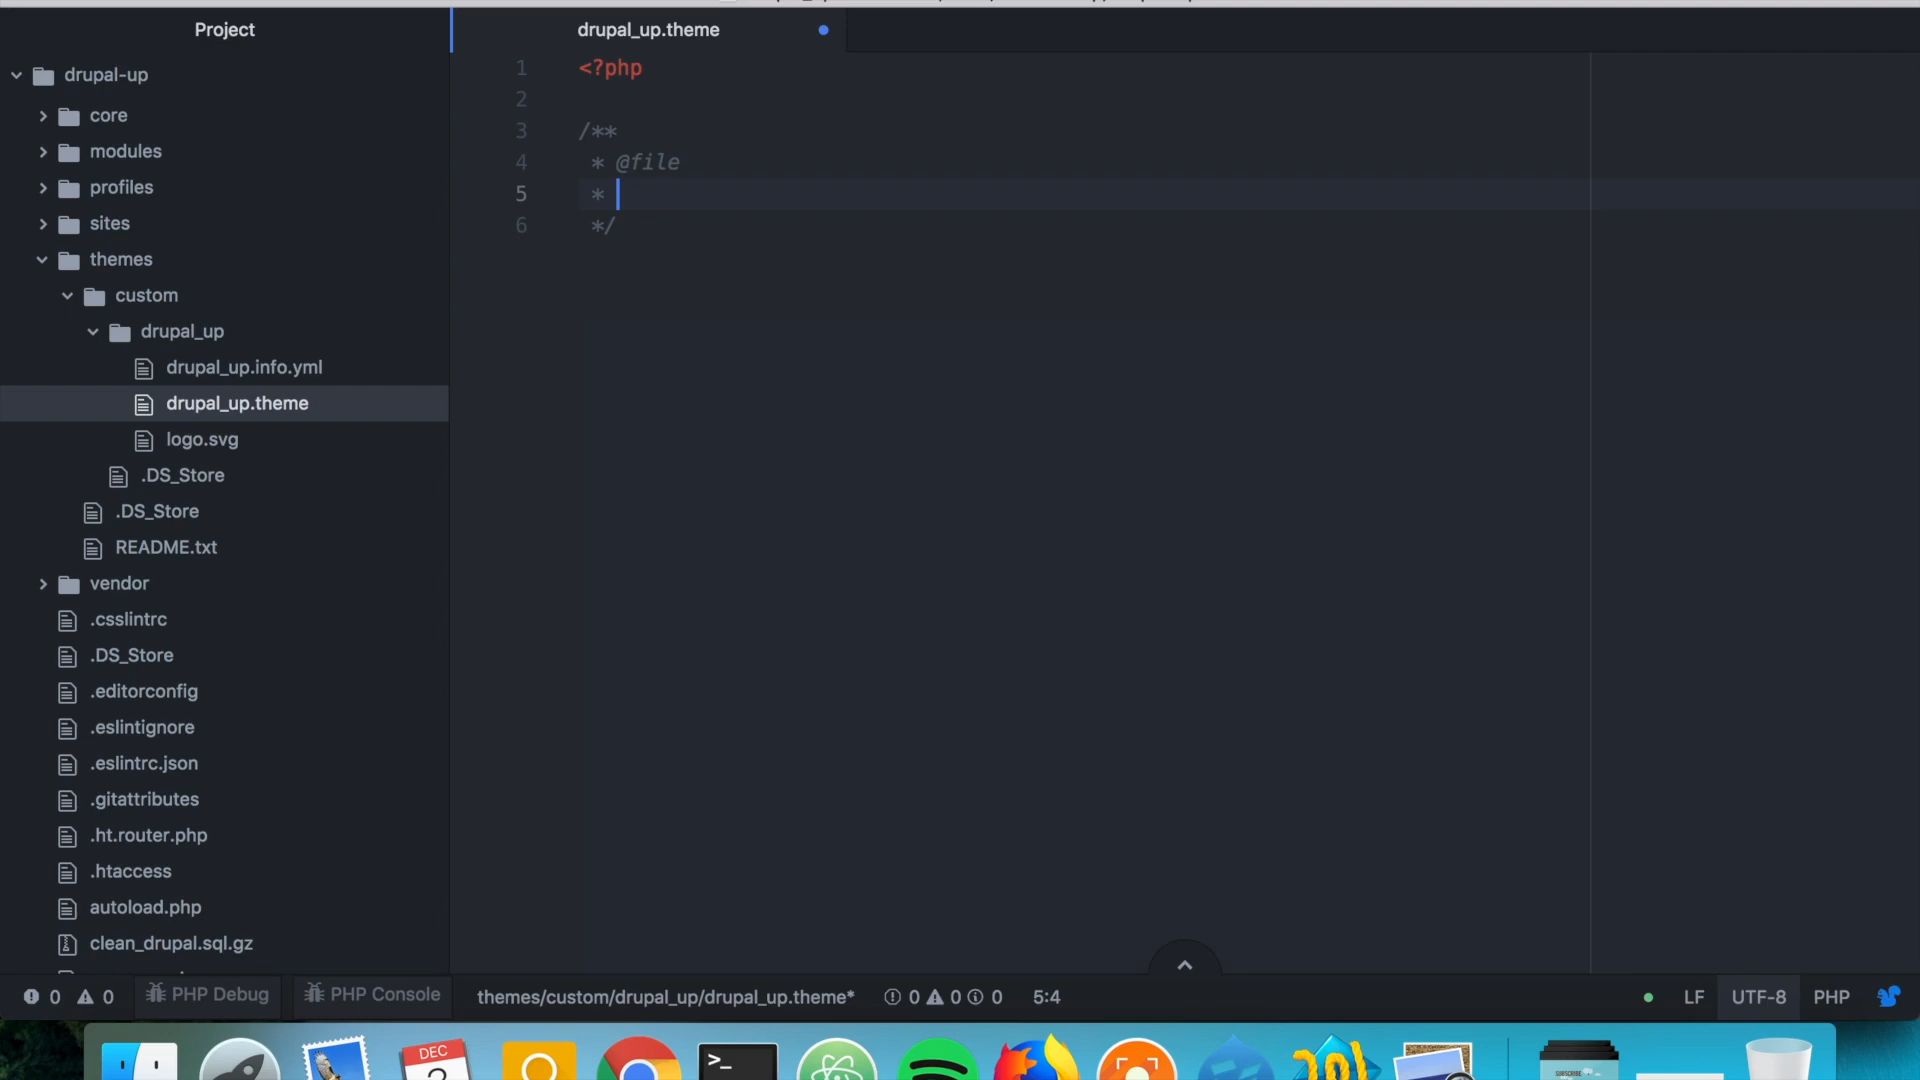 Project
drupal-up
core
modules
profiles
sites
themes
custom
drupal_up
drupal_up.info.yml
drupal_up.theme
logo.svg
.DS_Store
.DS_Store
README.txt
vendor
.csslintrc
.DS_Store
.editorconfig
.eslintignore
.eslintrc.json
.gitattributes
.ht.router.php
.htaccess
autoload.php
clean_drupal.sql.gz
drupal_up.theme
1 <?php
2
3 /**
4 * @file
5 *
6 */
0 0 PHP Debug PHP Console themes/custom/drupal_up/drupal_up.theme* 0 0 0 5:4 LF UTF-8 PHP
DEC
>_
SUBSCRIBE